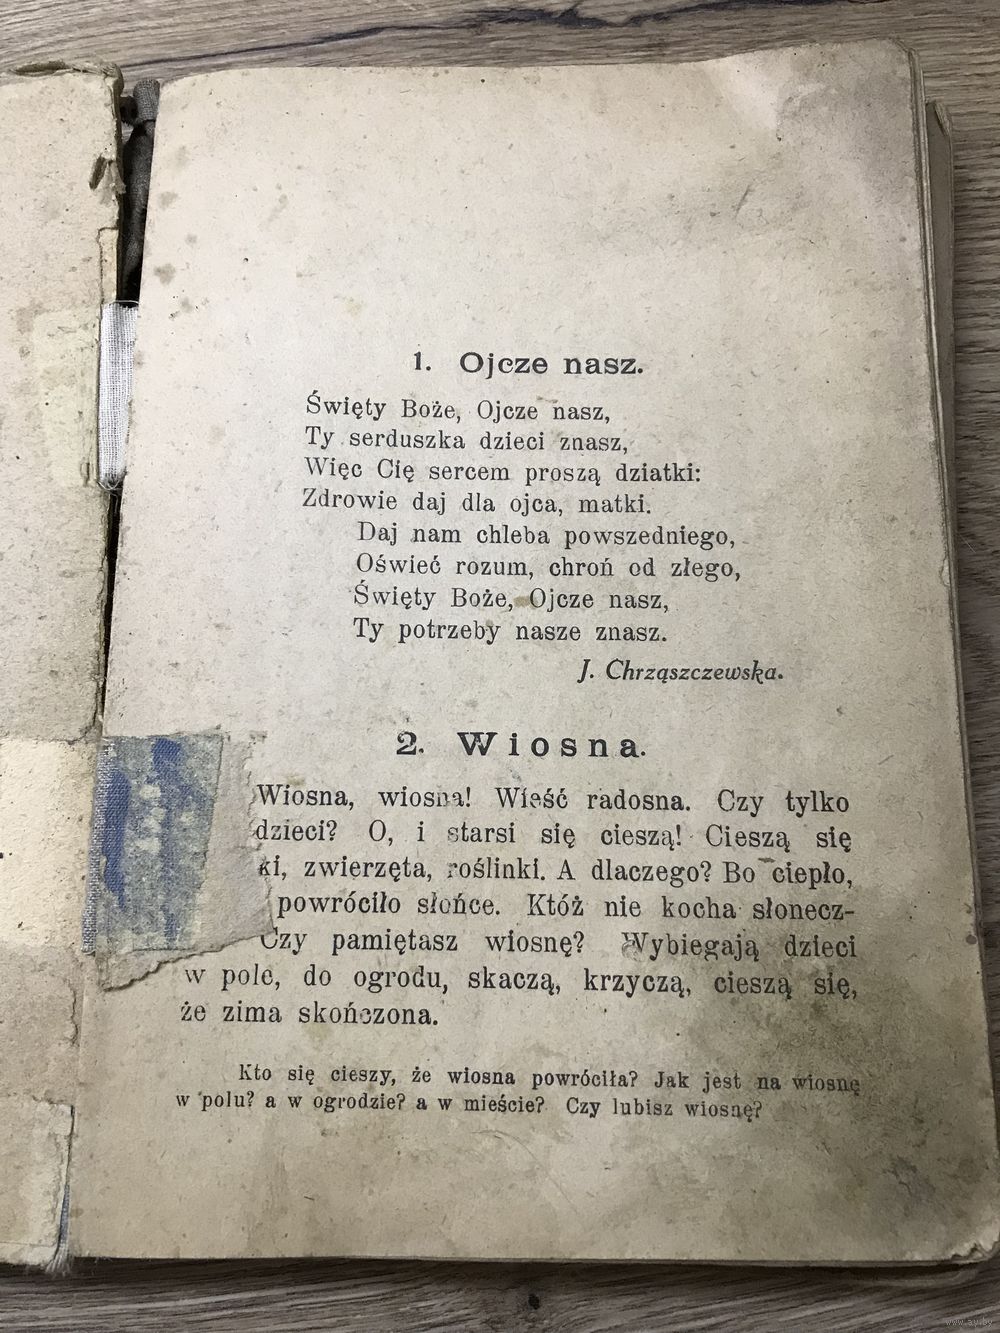 1. Ojcze nasz.
Święty Boże, Ojcze nasz,
Ty serduszka dzieci znasz,
Więc Cię sercem proszą dziatki:
Zdrowie daj dla ojca, matki.
Daj nam chleba powszedniego,
Oświeć rozum, chroń od złego,
Święty Boże, Ojcze nasz,
Ty potrzeby nasze znasz.
J. Chrząszczewska.
2. Wiosna.
Wiosna, wiosna! Wieść radosna. Czy tylko
dzieci? O, i starsi się cieszą! Cieszą się
ki, zwierzęta, roślinki. A dlaczego? Bo ciepło,
powróciło słońce. Któż nie kocha słonecz-
Czy pamiętasz wiosnę? Wybiegają dzieci
w pole, do ogrodu, skaczą, krzyczą, cieszą się,
że zima skończona.
Kto się cieszy, że wiosna powróciła? Jak jest na wiosnę
w polu? a w ogrodzie? a w mieście? Czy lubisz wiosnę?
www.ay.by